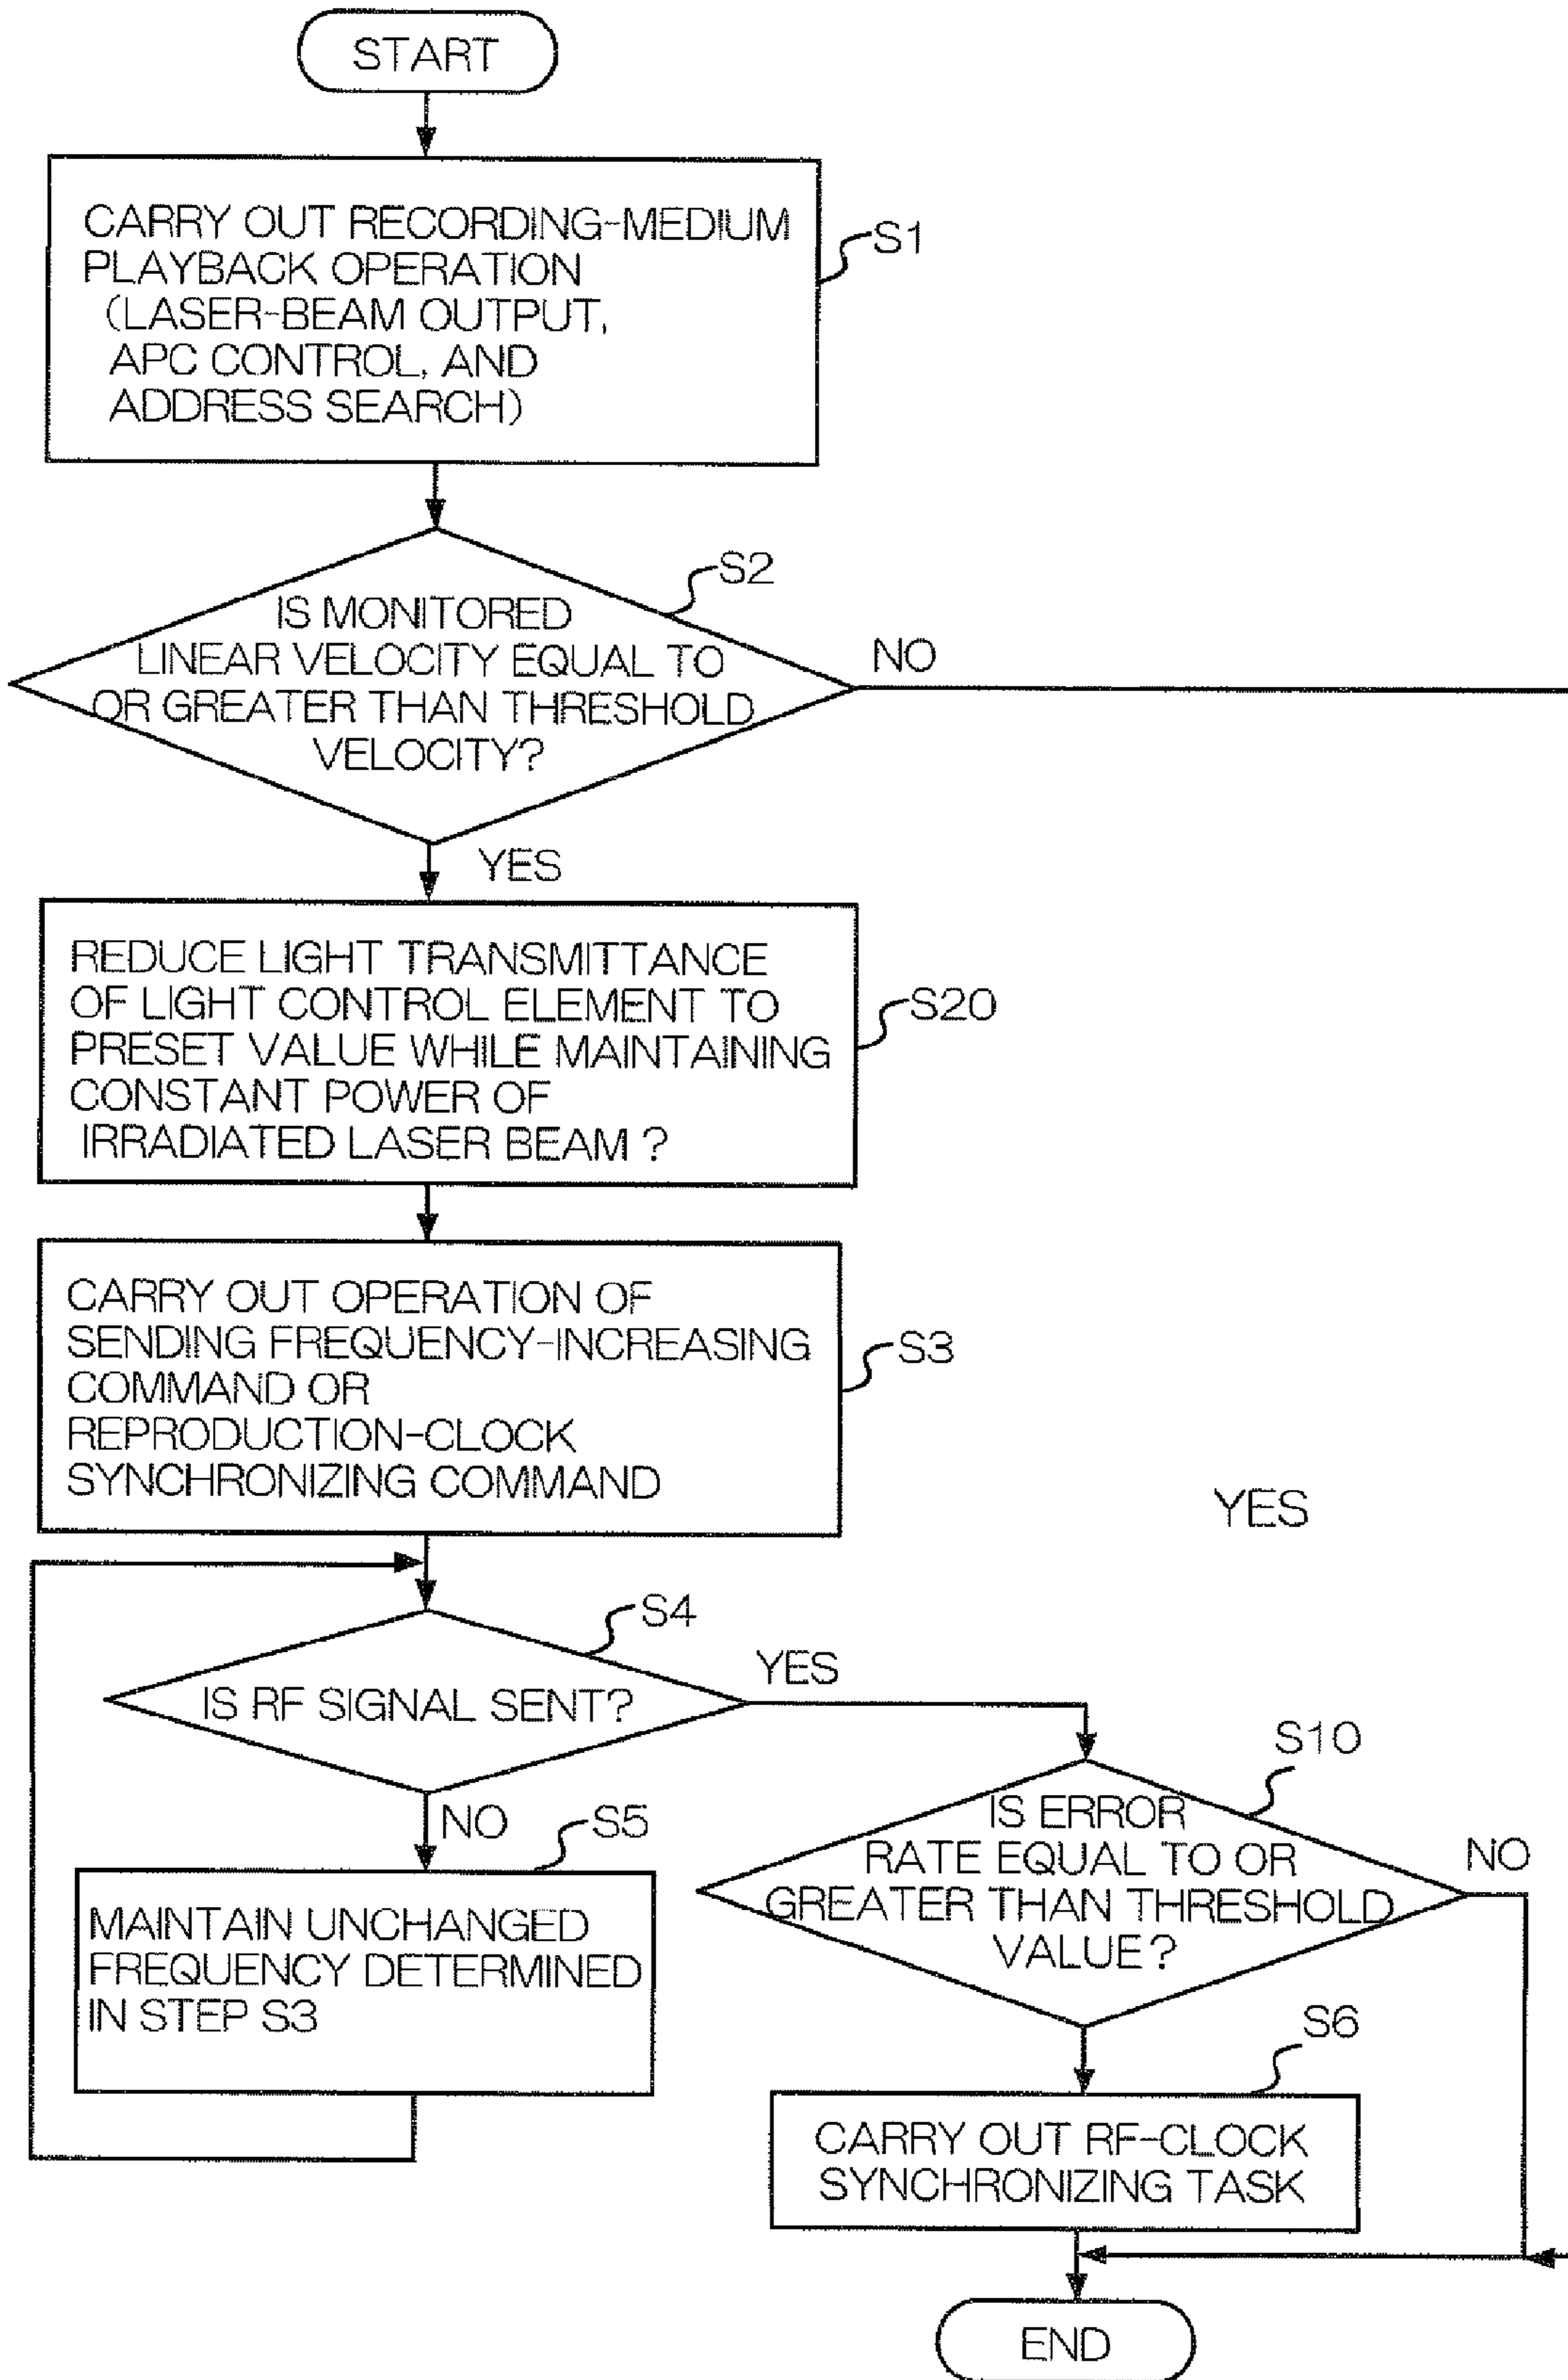 START
CARRY OUT RECORDING-MEDIUM
PLAYBACK OPERATION
(LASER-BEAM OUTPUT,
APC CONTROL, AND
ADDRESS SEARCH)
S1
S2
IS MONITORED
LINEAR VELOCITY EQUAL TO
OR GREATER THAN THRESHOLD
VELOCITY?
NO
YES
REDUCE LIGHT TRANSMITTANCE
OF LIGHT CONTROL ELEMENT TO
PRESET VALUE WHILE MAINTAINING
CONSTANT POWER OF
IRRADIATED LASER BEAM ?
S20
CARRY OUT OPERATION OF
SENDING FREQUENCY-INCREASING
COMMAND OR
REPRODUCTION-CLOCK
SYNCHRONIZING COMMAND
S3
YES
S4
IS RF SIGNAL SENT?
YES
NO
S5
MAINTAIN UNCHANGED
FREQUENCY DETERMINED
IN STEP S3
S10
IS ERROR
RATE EQUAL TO OR
GREATER THAN THRESHOLD
VALUE?
NO
S6
CARRY OUT RF-CLOCK
SYNCHRONIZING TASK
END